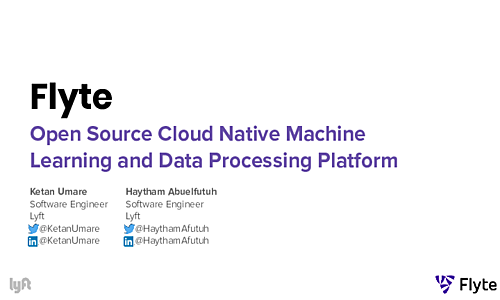 Flyte
Open Source Cloud Native Machine
Learning and Data Processing Platform
Ketan Umare
Software Engineer
Lyft
@KetanUmare
@KetanUmare
Haytham Abuelfutuh
Software Engineer
Lyft
@HaythamAfutuh
@HaythamAfutuh
lyft
Flyte